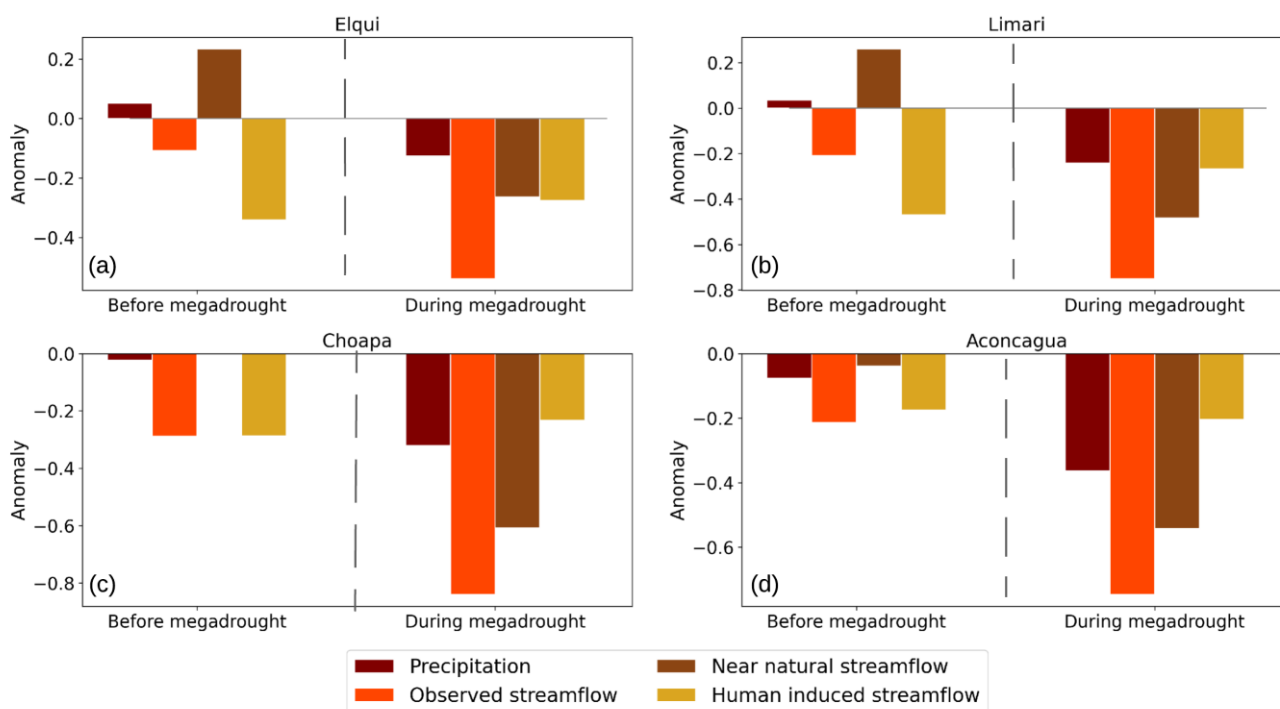 Elqui
0.2
0.0
−0.2
−0.4
Anomaly
(a)
Before megadrought During megadrought
Limari
0.2
0.0
−0.2
−0.4
−0.6
−0.8
Anomaly
(b)
Before megadrought During megadrought
Choapa
0.0
−0.2
−0.4
−0.6
−0.8
Anomaly
(c)
Before megadrought During megadrought
Aconcagua
0.0
−0.2
−0.4
−0.6
Anomaly
(d)
Before megadrought During megadrought
Precipitation Near natural streamflow
Observed streamflow Human induced streamflow